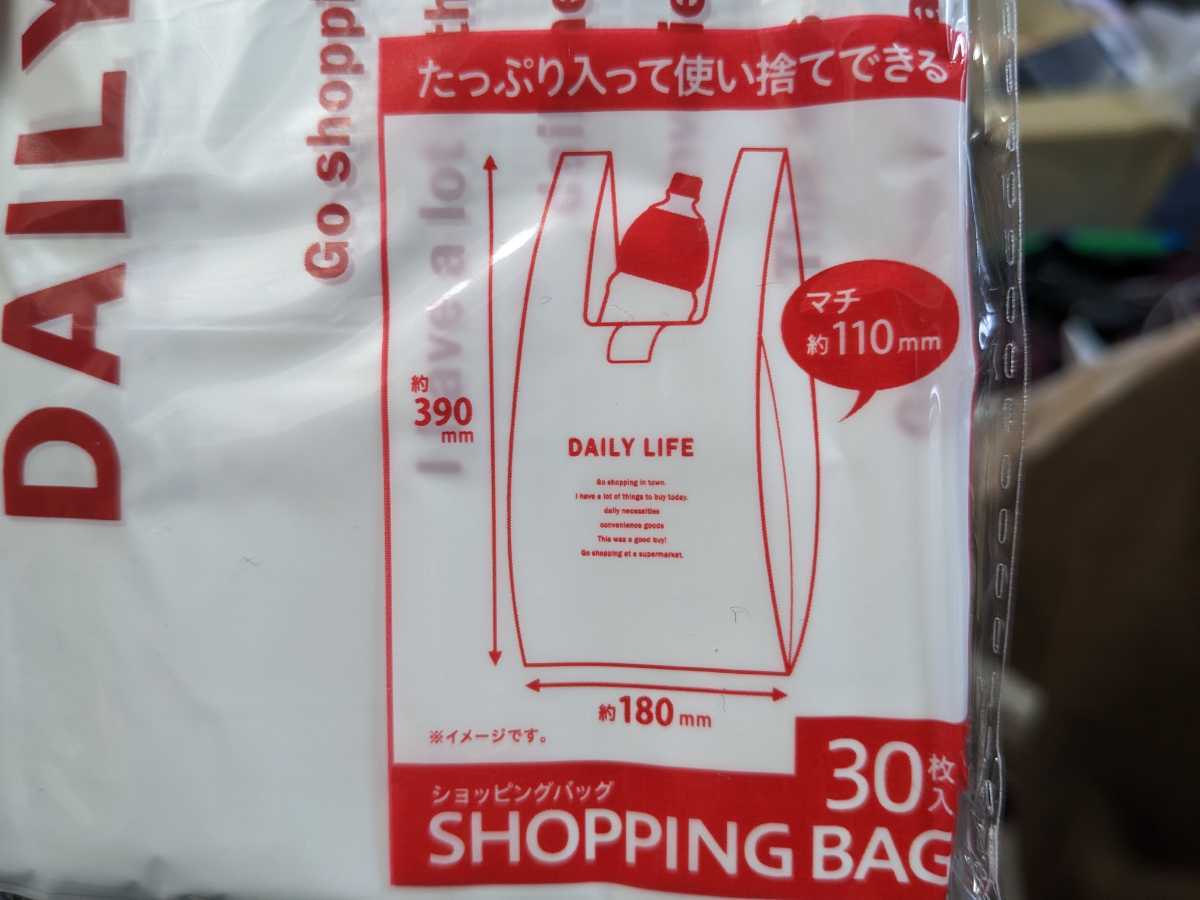 DAILY
Go shoppi
I have a lot
たっぷり入って使い捨てできる
マチ
約110mm
約
390
mm
DAILY LIFE
Go shopping in town.
I have a lot of things to buy today.
daily necessities
convenience goods
This was a good buy!
Go shopping at a supermarket.
約180mm
※イメージです。
30枚入
ショッピングバッグ
SHOPPING BAG